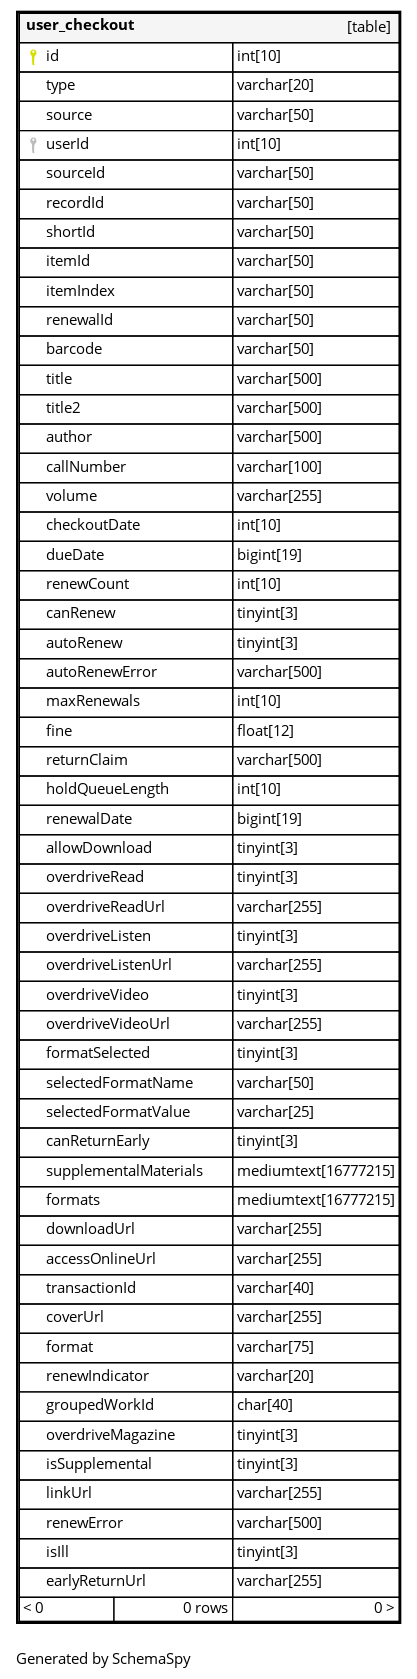 user_checkout [table]
id int[10]
type varchar[20]
source varchar[50]
userId int[10]
sourceId varchar[50]
recordId varchar[50]
shortId varchar[50]
itemId varchar[50]
itemIndex varchar[50]
renewalId varchar[50]
barcode varchar[50]
title varchar[500]
title2 varchar[500]
author varchar[500]
callNumber varchar[100]
volume varchar[255]
checkoutDate int[10]
dueDate bigint[19]
renewCount int[10]
canRenew tinyint[3]
autoRenew tinyint[3]
autoRenewError varchar[500]
maxRenewals int[10]
fine float[12]
returnClaim varchar[500]
holdQueueLength int[10]
renewalDate bigint[19]
allowDownload tinyint[3]
overdriveRead tinyint[3]
overdriveReadUrl varchar[255]
overdriveListen tinyint[3]
overdriveListenUrl varchar[255]
overdriveVideo tinyint[3]
overdriveVideoUrl varchar[255]
formatSelected tinyint[3]
selectedFormatName varchar[50]
selectedFormatValue varchar[25]
canReturnEarly tinyint[3]
supplementalMaterials mediumtext[16777215]
formats mediumtext[16777215]
downloadUrl varchar[255]
accessOnlineUrl varchar[255]
transactionId varchar[40]
coverUrl varchar[255]
format varchar[75]
renewIndicator varchar[20]
groupedWorkId char[40]
overdriveMagazine tinyint[3]
isSupplemental tinyint[3]
linkUrl varchar[255]
renewError varchar[500]
isIll tinyint[3]
earlyReturnUrl varchar[255]
< 0 0 rows 0 >
Generated by SchemaSpy